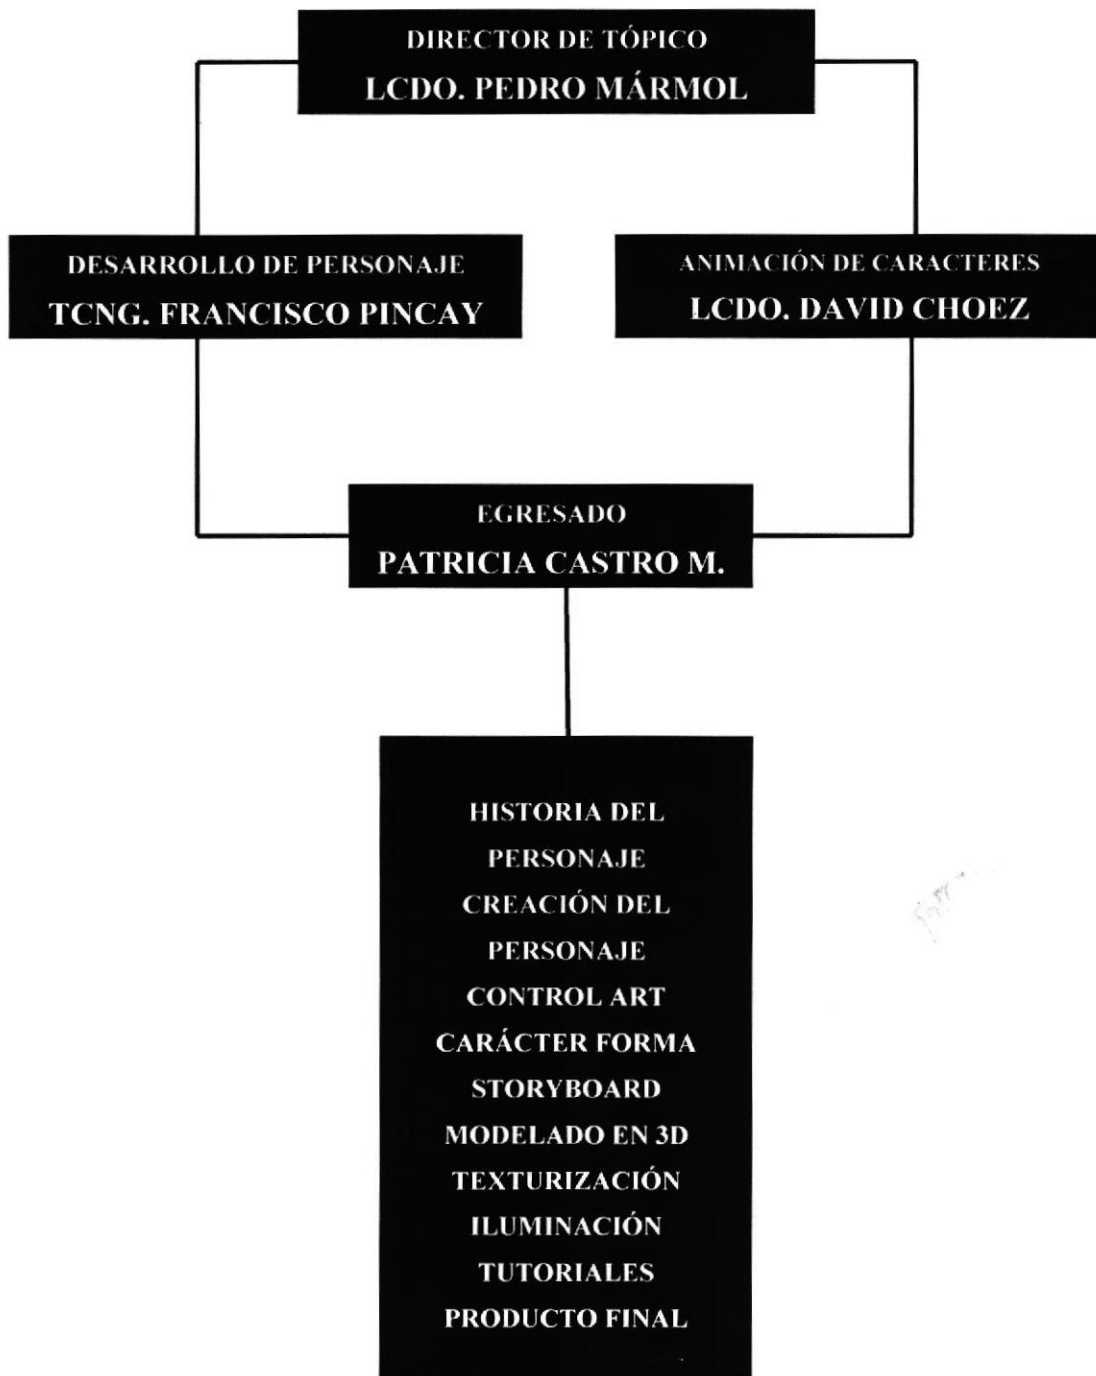 DIRECTOR DE TÓPICO
LCDO. PEDRO MÁRMOL
DESARROLLO DE PERSONAJE
TCNG. FRANCISCO PINCAY
ANIMACIÓN DE CARACTERES
LCDO. DAVID CHOEZ
EGRESADO
PATRICIA CASTRO M.
HISTORIA DEL
PERSONAJE
CREACIÓN DEL
PERSONAJE
CONTROL ART
CARÁCTER FORMA
STORYBOARD
MODELADO EN 3D
TEXTURIZACIÓN
ILUMINACIÓN
TUTORIALES
PRODUCTO FINAL